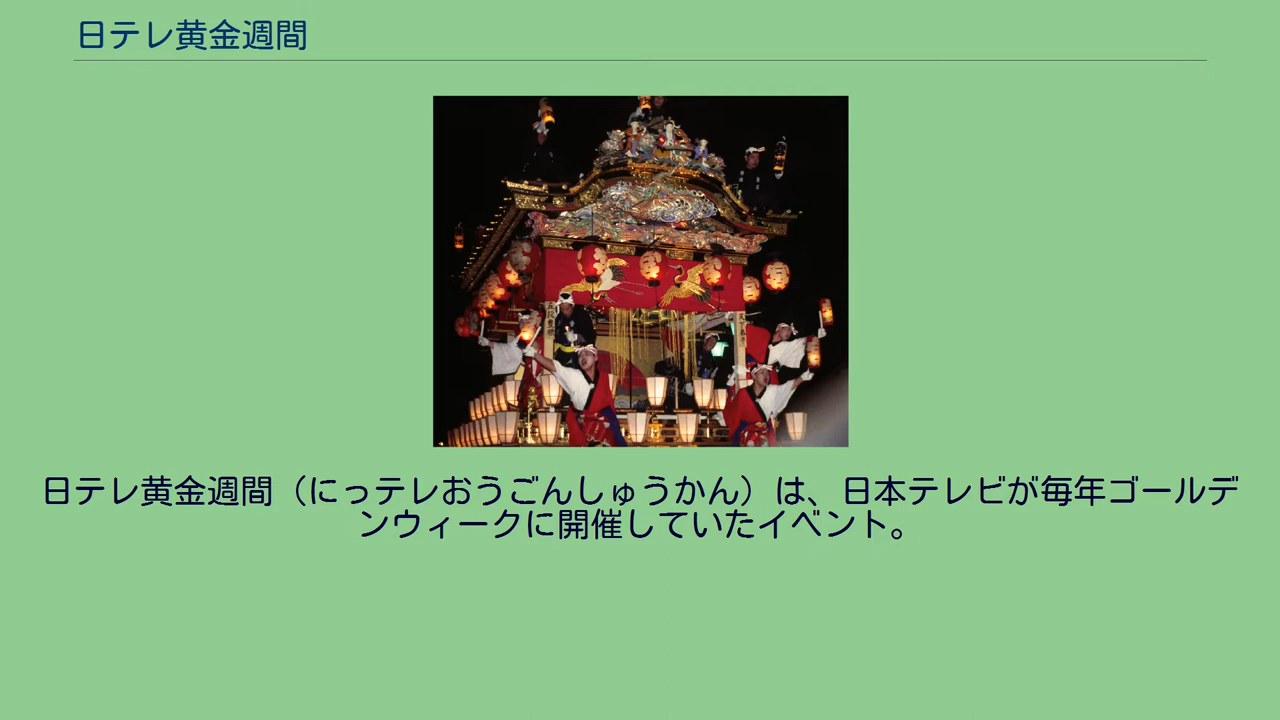 日テレ黄金週間
日テレ黄金週間（にっテレおうごんしゅうかん）は、日本テレビが毎年ゴールデ
ンウィークに開催していたイベント。